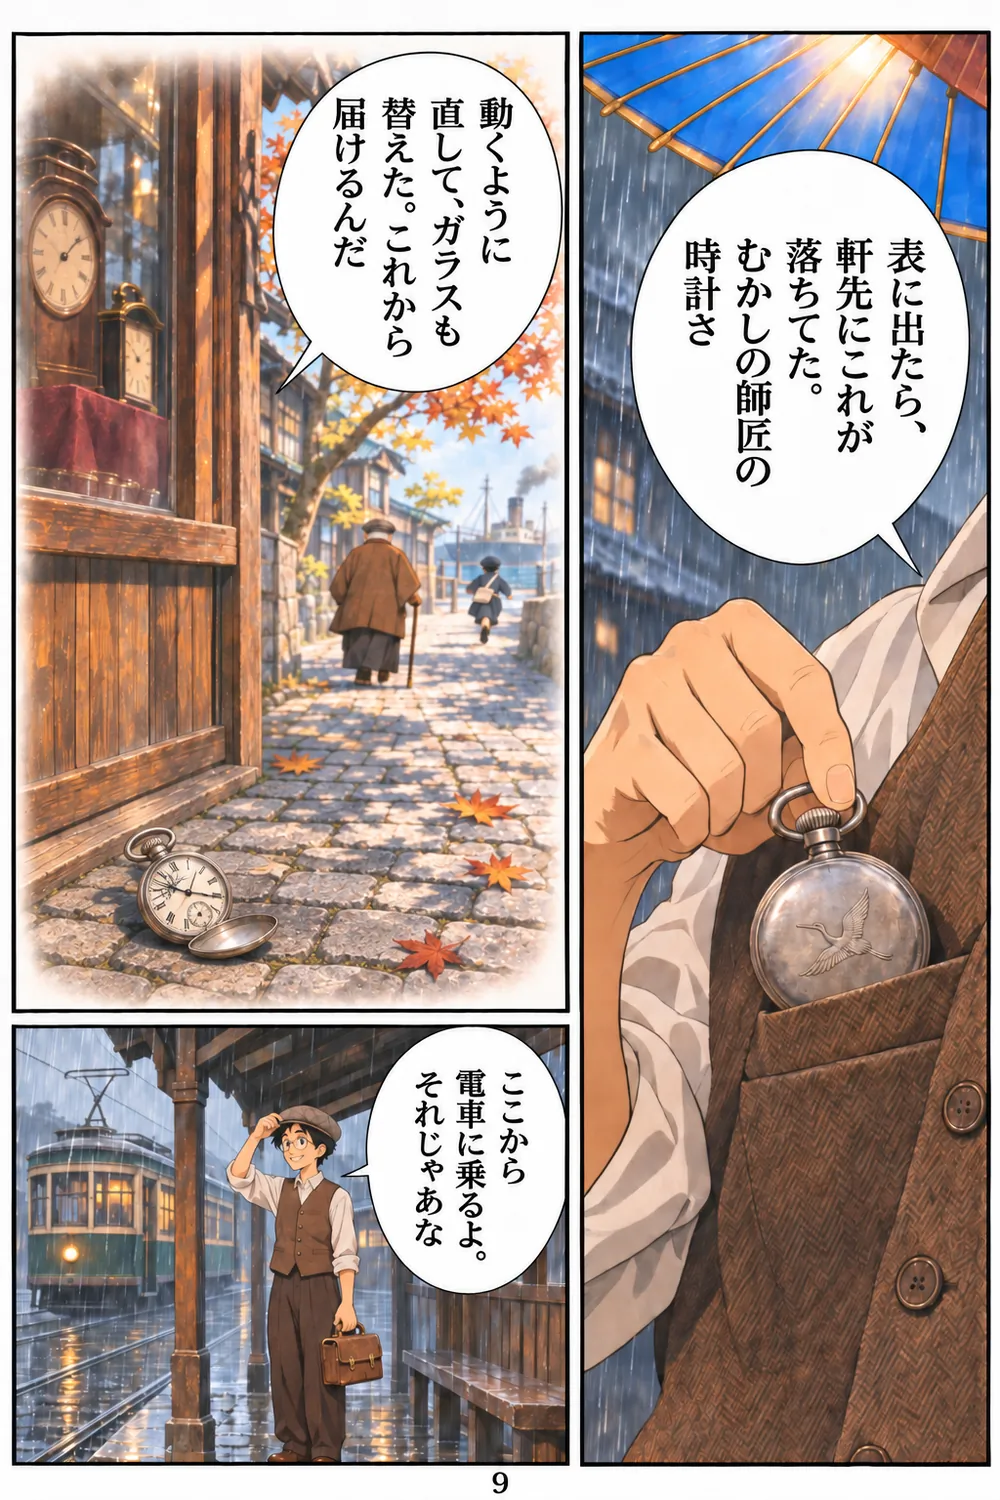 表に出たら、
軒先にこれが
落ちてた。
むかしの師匠の
時計さ
動くように
直して、ガラスも
替えた。これから
届けるんだ
ここから
電車に乗るよ。
それじゃあな
9